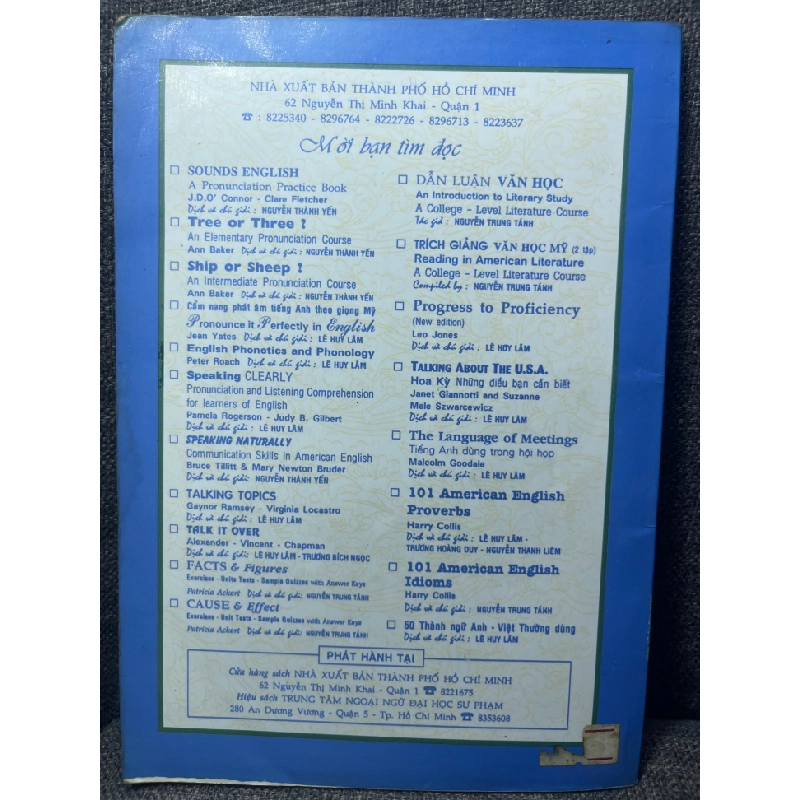 NHÀ XUẤT BẢN THÀNH PHỐ HỒ CHÍ MINH
62 Nguyễn Thị Minh Khai - Quận 1
☎ : 8225340 - 8296764 - 8222726 - 8296713 - 8223637
Mời bạn tìm đọc
☐ SOUNDS ENGLISH
A Pronunciation Practice Book
J.D.O' Connor - Clare Fletcher
Dịch và chú giải : NGUYỄN THÀNH YẾN
☐ Tree or Three ?
An Elementary Pronunciation Course
Ann Baker Dịch và chú giải : NGUYỄN THÀNH YẾN
☐ Ship or Sheep ?
An Intermediate Pronunciation Course
Ann Baker Dịch và chú giải : NGUYỄN THÀNH YẾN
☐ Cẩm nang phát âm tiếng Anh theo giọng Mỹ
Pronounce it Perfectly in English
Jean Yates Dịch và chú giải : LÊ HUY LÂM
☐ English Phonetics and Phonology
Peter Roach Dịch và chú giải : LÊ HUY LÂM
☐ Speaking CLEARLY
Pronunciation and Listening Comprehension
for learners of English
Pamela Rogerson - Judy B. Gilbert
Dịch và chú giải : LÊ HUY LÂM
☐ SPEAKING NATURALLY
Communication Skills in American English
Bruce Tillitt & Mary Newton Bruder
Dịch và chú giải: NGUYỄN THÀNH YẾN
☐ TALKING TOPICS
Gaynor Ramsey - Virginia Locastro
Dịch và chú giải : LÊ HUY LÂM
☐ TALK IT OVER
Alexander - Vincent - Chapman
Dịch và chú giải : LÊ HUY LÂM - TRƯƠNG BÍCH NGỌC
☐ FACTS & Figures
Exercises - Units Tests - Sample Quizzes with Answer Keys
Patricia Ackert Dịch và chú giải: NGUYỄN TRUNG TÁNH
☐ CAUSE & Effect
Exercises - Unit Tests - Sample Quizzes with Answer Keys
Patricia Ackert Dịch và chú giải : NGUYỄN TRUNG TÁNH
☐ DẪN LUẬN VĂN HỌC
An Introduction to Literary Study
A College - Level Literature Course
Tác giả : NGUYỄN TRUNG TÁNH
☐ TRÍCH GIẢNG VĂN HỌC MỸ (2 tập)
Reading in American Literature
A College - Level Literature Course
Compiled by : NGUYỄN TRUNG TÁNH
☐ Progress to Proficiency
(New edition)
Leo Jones
Dịch và chú giải : LÊ HUY LÂM
☐ TALKING ABOUT THE U.S.A.
Hoa Kỳ Những điều bạn cần biết
Janet Giannotti and Suzanne
Mele Szwarcewicz
Dịch và chú giải : LÊ HUY LÂM
☐ The Language of Meetings
Tiếng Anh dùng trong hội họp
Malcolm Goodale
Dịch và chú giải : LÊ HUY LÂM
☐ 101 American English
Proverbs
Harry Collis
Dịch và chú giải : LÊ HUY LÂM -
TRƯƠNG HOÀNG DUY - NGUYỄN THANH LIÊM
☐ 101 American English
Idioms
Harry Collis
Dịch và chú giải : NGUYỄN TRUNG TÁNH
☐ 50 Thành ngữ Anh - Việt Thường dùng
Dịch và chú giải : LÊ HUY LÂM
PHÁT HÀNH TẠI
Cửa hàng sách NHÀ XUẤT BẢN THÀNH PHỐ HỒ CHÍ MINH
62 Nguyễn Thị Minh Khai - Quận 1 ☎ 8221675
Hiệu sách TRUNG TÂM NGOẠI NGỮ ĐẠI HỌC SƯ PHẠM
280 An Dương Vương - Quận 5 - Tp. Hồ Chí Minh ☎ 8353608